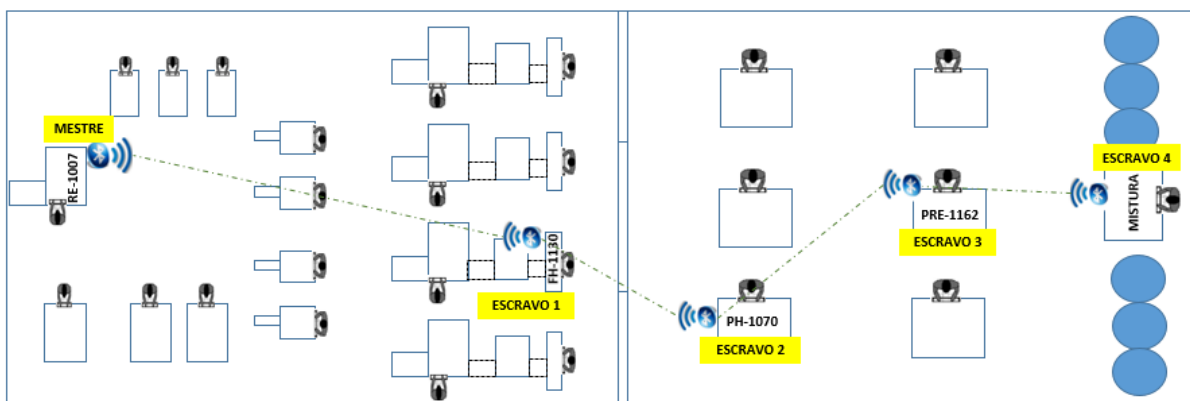 MESTRE
RE-1007
FH-1130
ESCRAVO 1
PH-1070
ESCRAVO 2
PRE-1162
ESCRAVO 3
ESCRAVO 4
MISTURA